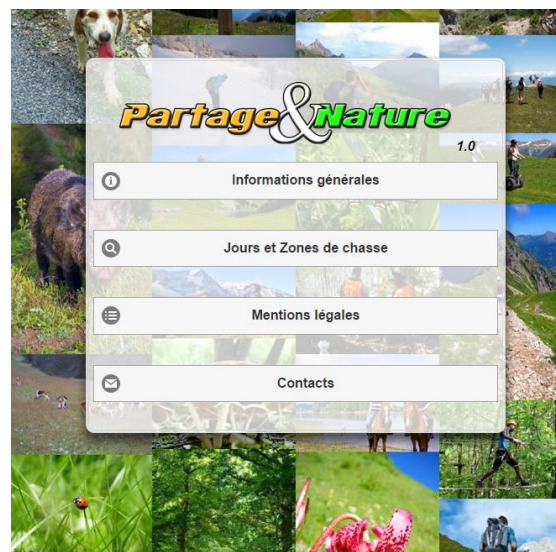 Partage&Nature
1.0
Informations générales
Jours et Zones de chasse
Mentions légales
Contacts